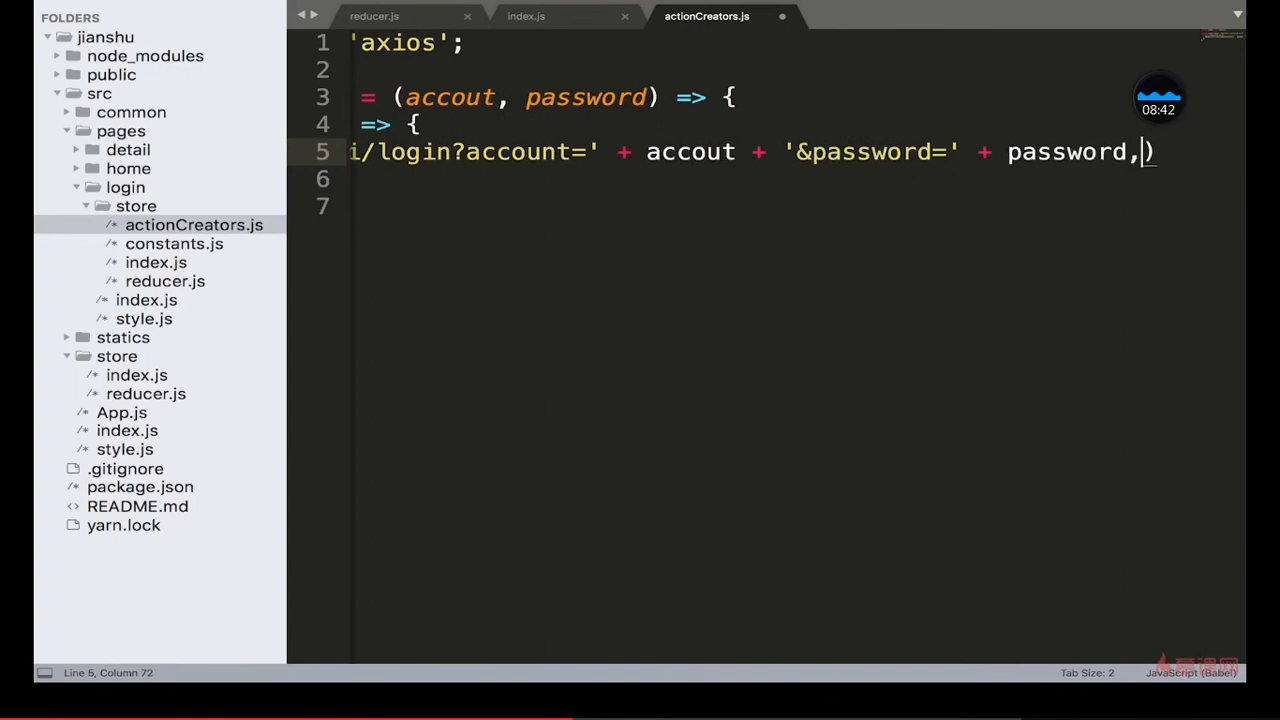 FOLDERS
jianshu
node_modules
public
src
common
pages
detail
home
login
store
actionCreators.js
constants.js
index.js
reducer.js
index.js
style.js
statics
store
index.js
reducer.js
App.js
index.js
style.js
.gitignore
package.json
README.md
yarn.lock
reducer.js
index.js
actionCreators.js
1 'axios';
2
3 = (accout, password) => {
4 => {
5 i/login?account=' + accout + '&password=' + password,)
6
7
08:42
慕课网
Line 5, Column 72
Tab Size: 2
JavaScript (Babel)